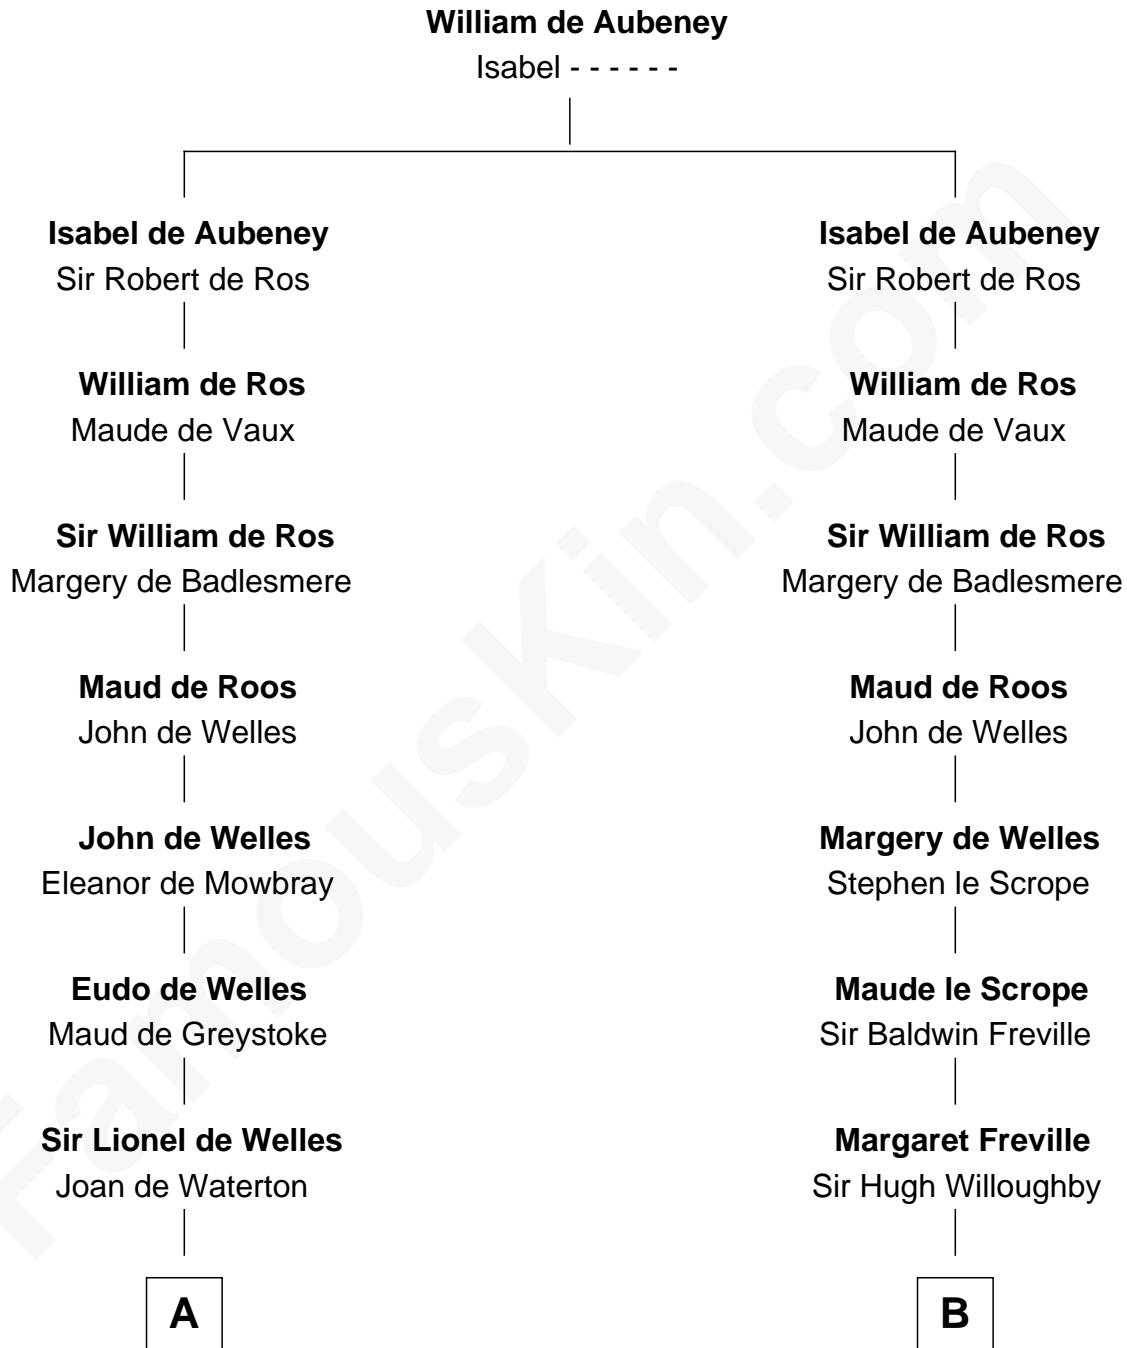 William de Aubeney
Isabel - - - - - -
Isabel de Aubeney
Sir Robert de Ros
Isabel de Aubeney
Sir Robert de Ros
William de Ros
Maude de Vaux
William de Ros
Maude de Vaux
Sir William de Ros
Margery de Badlesmere
Sir William de Ros
Margery de Badlesmere
Maud de Roos
John de Welles
Maud de Roos
John de Welles
John de Welles
Eleanor de Mowbray
Margery de Welles
Stephen le Scrope
Eudo de Welles
Maud de Greystoke
Maude le Scrope
Sir Baldwin Freville
Sir Lionel de Welles
Joan de Waterton
Margaret Freville
Sir Hugh Willoughby
A
B
FamousKin.com